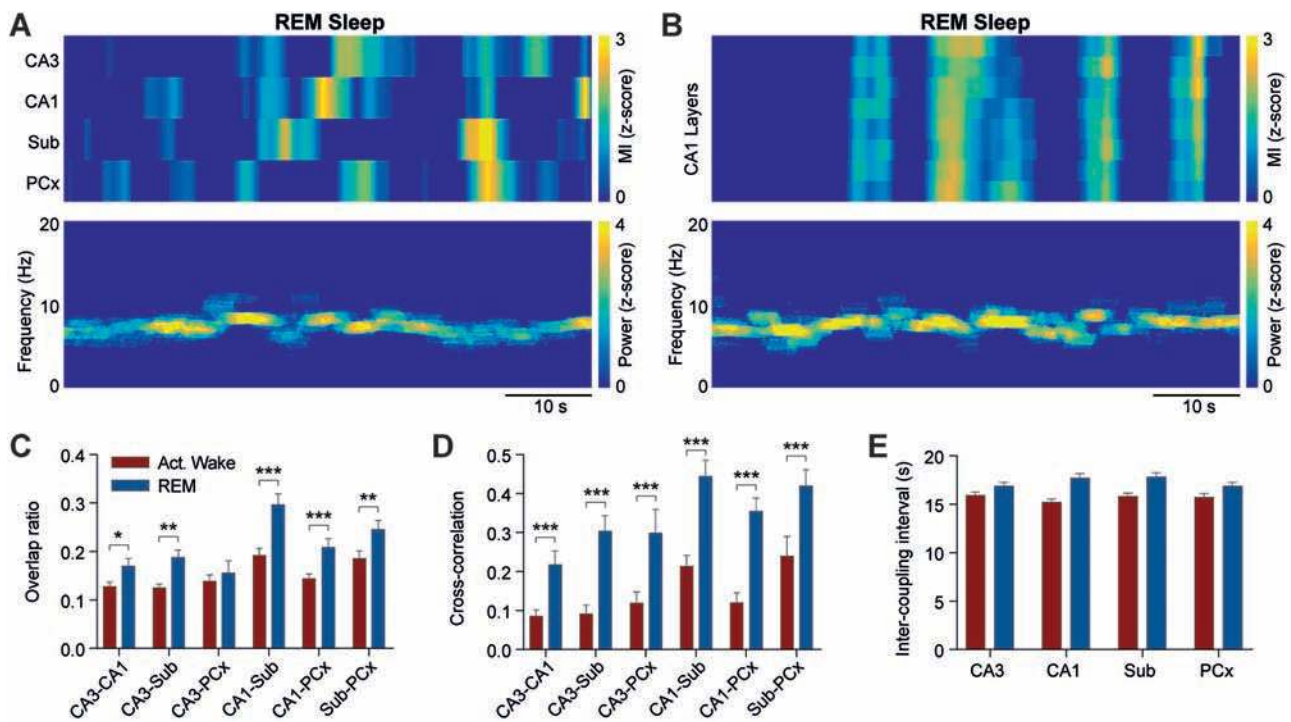 A
REM Sleep
CA3
CA1
Sub
PCx
3
MI (z-score)
0
20
10
0
Frequency (Hz)
4
Power (z-score)
0
10 s
B
REM Sleep
CA1 Layers
3
MI (z-score)
0
20
10
0
Frequency (Hz)
4
Power (z-score)
0
10 s
C
Act. Wake
REM
Overlap ratio
0.4
0.3
0.2
0.1
0.0
*
**
***
***
**
CA3-CA1
CA3-Sub
CA3-PCx
CA1-Sub
CA1-PCx
Sub-PCx
D
Cross-correlation
0.5
0.4
0.3
0.2
0.1
0.0
***
***
***
***
***
***
CA3-CA1
CA3-Sub
CA3-PCx
CA1-Sub
CA1-PCx
Sub-PCx
E
Inter-coupling interval (s)
20
15
10
5
0
CA3
CA1
Sub
PCx